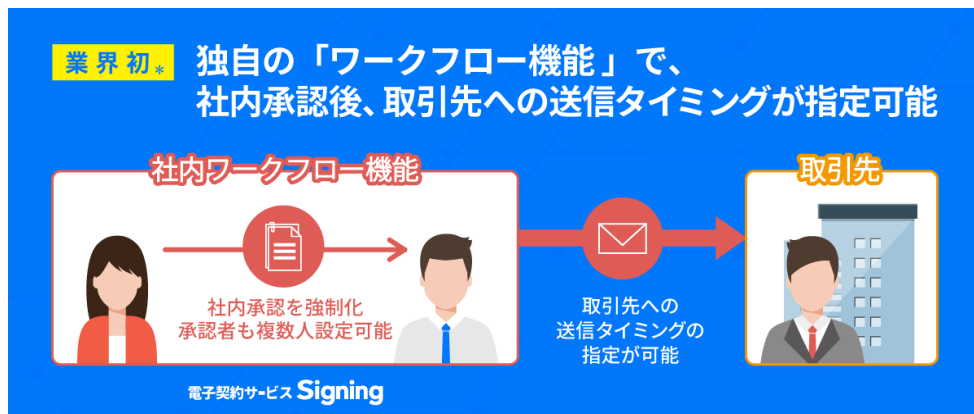 業界初*
独自の「ワークフロー機能」で、
社内承認後、取引先への送信タイミングが指定可能
社内ワークフロー機能
取引先
社内承認を強制化
承認者も複数人設定可能
取引先への
送信タイミングの
指定が可能
電子契約サービス Signing